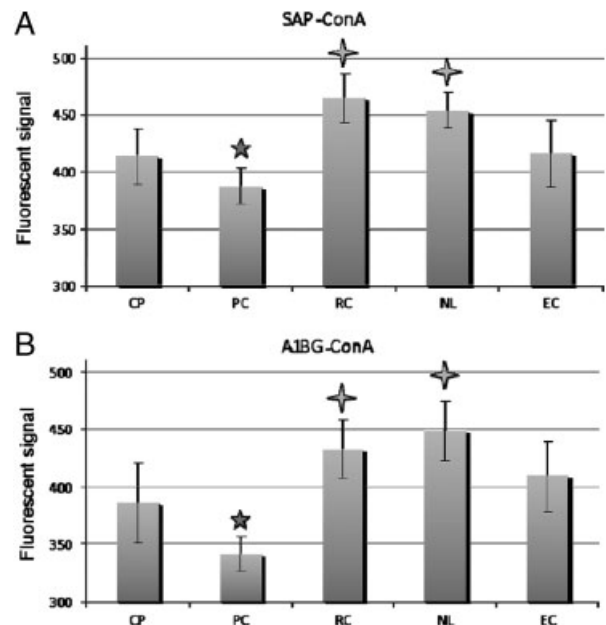 A
SAP-ConA
Fluorescent signal
500
450
400
350
300
CP PC RC NL EC
B
A1BG-ConA
Fluorescent signal
500
450
400
350
300
CP PC RC NL EC